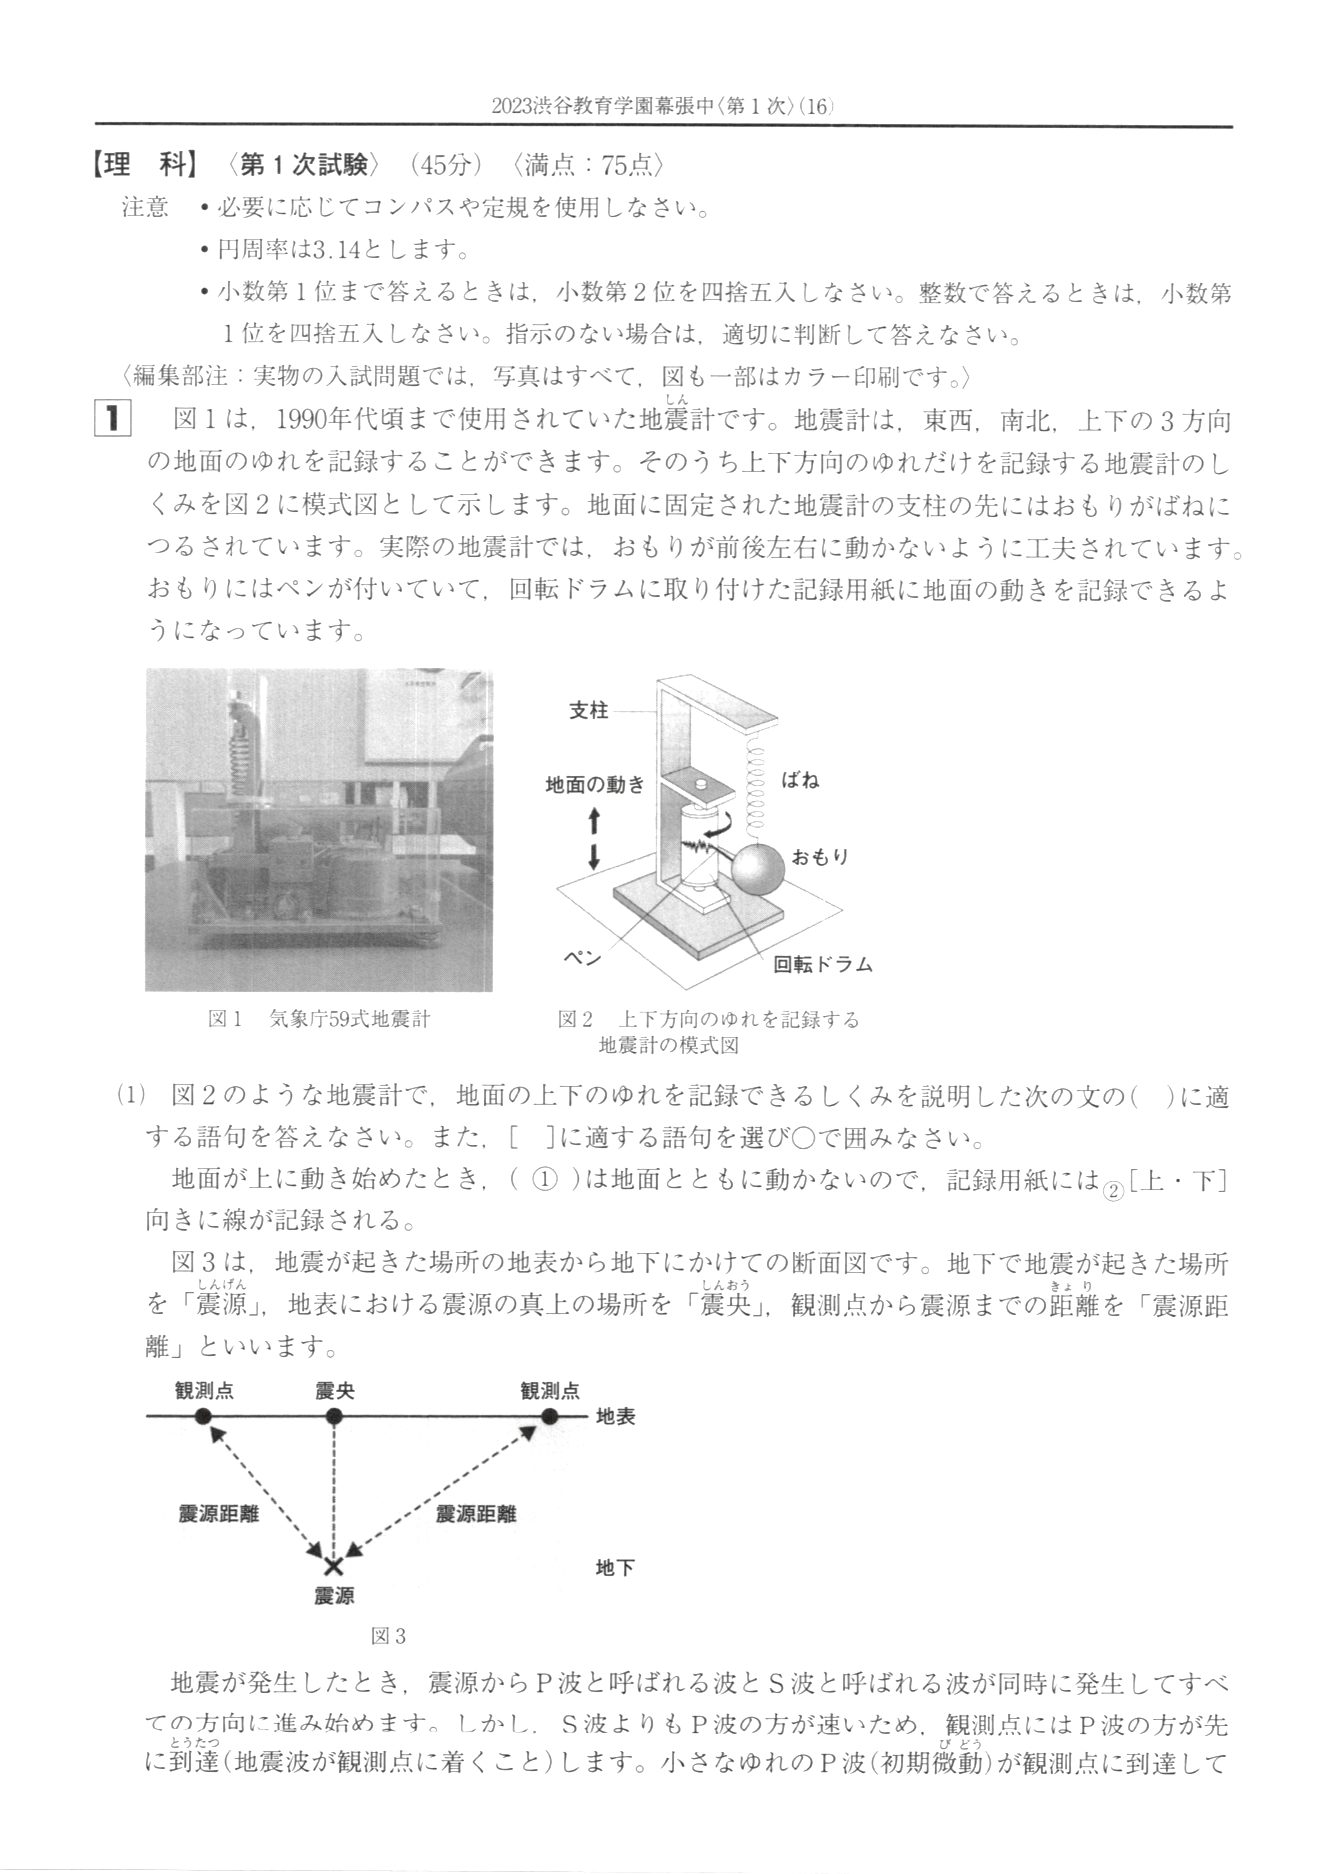 2023渋谷教育学園幕張中〈第1次〉(16)
【理　科】〈第1次試験〉（45分）〈満点：75点〉
注意　・必要に応じてコンパスや定規を使用しなさい。
・円周率は3.14とします。
・小数第1位まで答えるときは，小数第2位を四捨五入しなさい。整数で答えるときは，小数第
1位を四捨五入しなさい。指示のない場合は，適切に判断して答えなさい。
〈編集部注：実物の入試問題では，写真はすべて，図も一部はカラー印刷です。〉
しん
1　図1は，1990年代頃まで使用されていた地震計です。地震計は，東西，南北，上下の3方向
の地面のゆれを記録することができます。そのうち上下方向のゆれだけを記録する地震計のし
くみを図2に模式図として示します。地面に固定された地震計の支柱の先にはおもりがばねに
つるされています。実際の地震計では，おもりが前後左右に動かないように工夫されています。
おもりにはペンが付いていて，回転ドラムに取り付けた記録用紙に地面の動きを記録できるよ
うになっています。
支柱
地面の動き
ばね
おもり
ペン
回転ドラム
図1　気象庁59式地震計
図2　上下方向のゆれを記録する
地震計の模式図
(1)　図2のような地震計で，地面の上下のゆれを記録できるしくみを説明した次の文の(　)に適
する語句を答えなさい。また，[　]に適する語句を選び○で囲みなさい。
地面が上に動き始めたとき，( ① )は地面とともに動かないので，記録用紙には②[上・下]
向きに線が記録される。
図3は，地震が起きた場所の地表から地下にかけての断面図です。地下で地震が起きた場所
しんげん　しんおう　きょり
を「震源」，地表における震源の真上の場所を「震央」，観測点から震源までの距離を「震源距
離」といいます。
観測点　震央　観測点
地表
震源距離　震源距離
地下
震源
図3
地震が発生したとき，震源からP波と呼ばれる波とS波と呼ばれる波が同時に発生してすべ
ての方向に進み始めます。しかし，S波よりもP波の方が速いため，観測点にはP波の方が先
とうたつ　びどう
に到達(地震波が観測点に着くこと)します。小さなゆれのP波(初期微動)が観測点に到達して